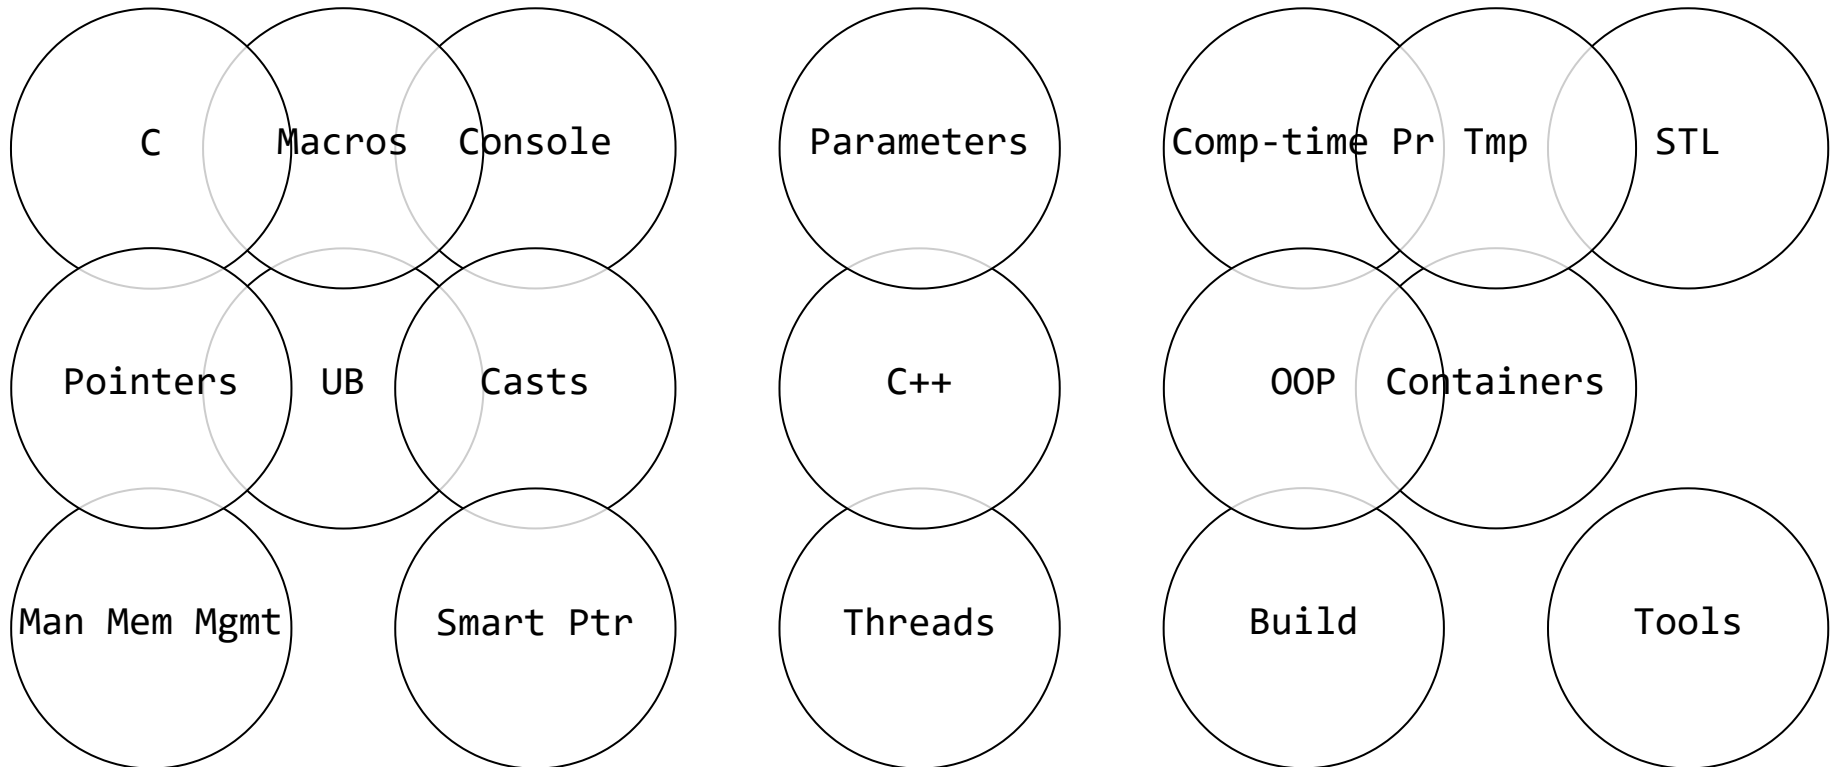 C
Macros
Console
Parameters
Comp-time Pr
Tmp
STL
Pointers
UB
Casts
C++
OOP
Containers
Man Mem Mgmt
Smart Ptr
Threads
Build
Tools